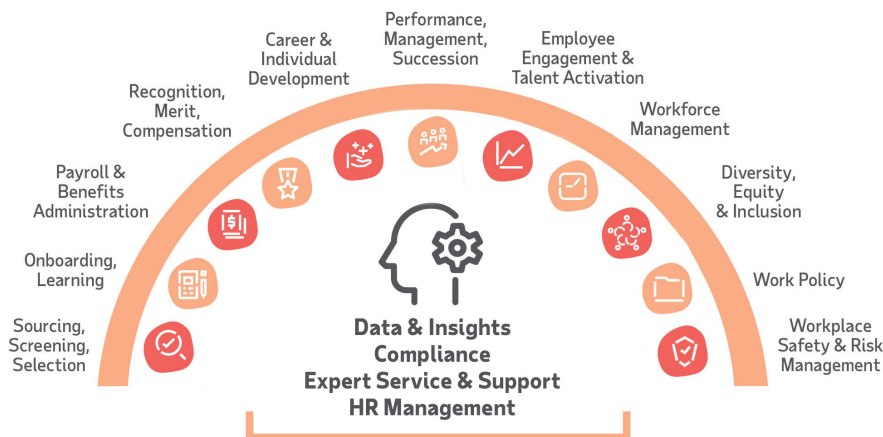 Performance,
Management,
Succession
Career &
Individual
Development
Employee
Engagement &
Talent Activation
Recognition,
Merit,
Compensation
Workforce
Management
Payroll &
Benefits
Administration
Diversity,
Equity
& Inclusion
Onboarding,
Learning
Work Policy
Sourcing,
Screening,
Selection
Workplace
Safety & Risk
Management
$
Data & Insights
Compliance
Expert Service & Support
HR Management